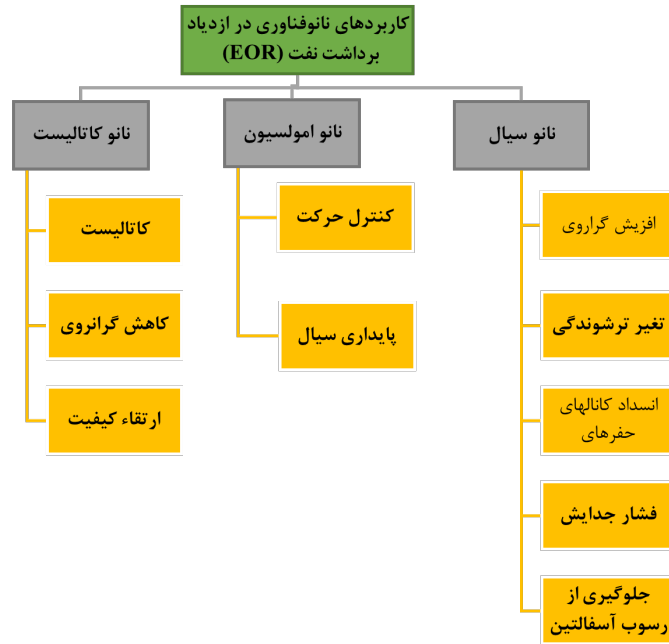 کاربردهای نانوفناوری در ازدیاد
برداشت نفت (EOR)
نانو سیال
نانو امولسیون
نانو کاتالیست
افزیش گراروی
تغیر ترشوندگی
انسداد کانالهای
حفرهای
فشار جدایش
جلوگیری از
رسوب آسفالتین
کنترل حرکت
پایداری سیال
کاتالیست
کاهش گرانروی
ارتقاء کیفیت